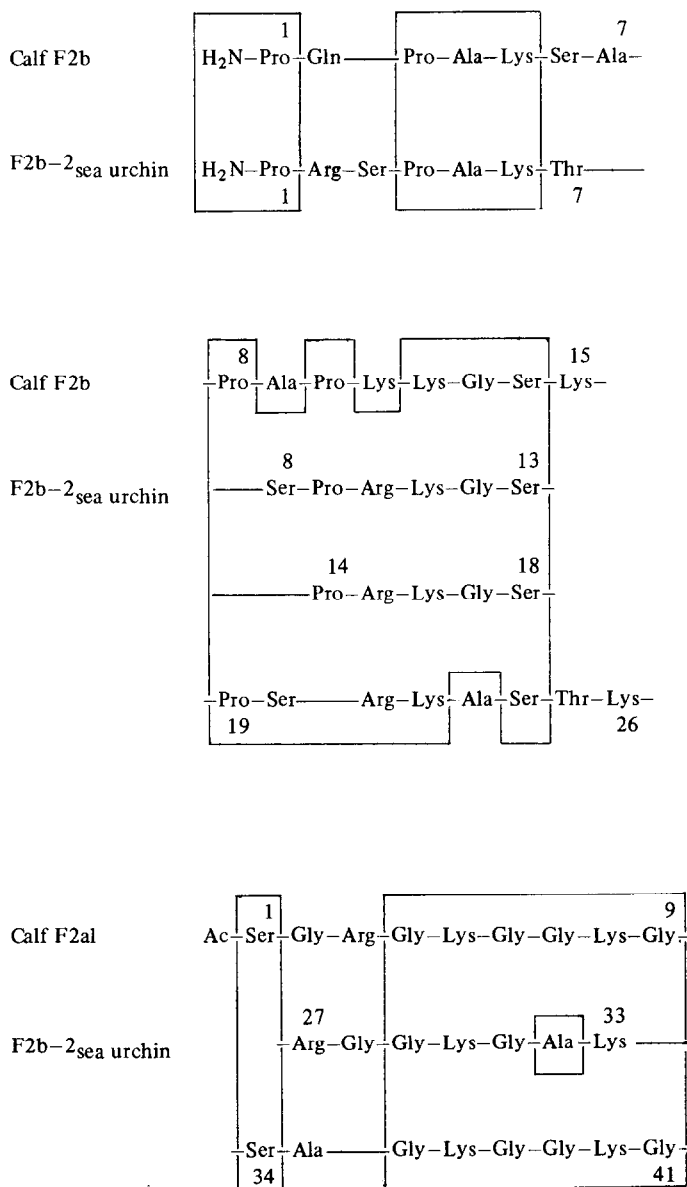 1 7
Calf F2b H₂N–Pro–Gln——Pro–Ala–Lys–Ser–Ala–
F2b–2sea urchin H₂N–Pro–Arg–Ser–Pro–Ala–Lys–Thr——
1 7
8 15
Calf F2b –Pro–Ala–Pro–Lys–Lys–Gly–Ser–Lys–
8 13
F2b–2sea urchin ——Ser–Pro–Arg–Lys–Gly–Ser–
14 18
——Pro–Arg–Lys–Gly–Ser–
–Pro–Ser——Arg–Lys–Ala–Ser–Thr–Lys–
19 26
1 9
Calf F2al Ac–Ser–Gly–Arg–Gly–Lys–Gly–Gly–Lys–Gly–
27 33
F2b–2sea urchin –Arg–Gly–Gly–Lys–Gly–Ala–Lys——
–Ser–Ala——Gly–Lys–Gly–Gly–Lys–Gly–
34 41